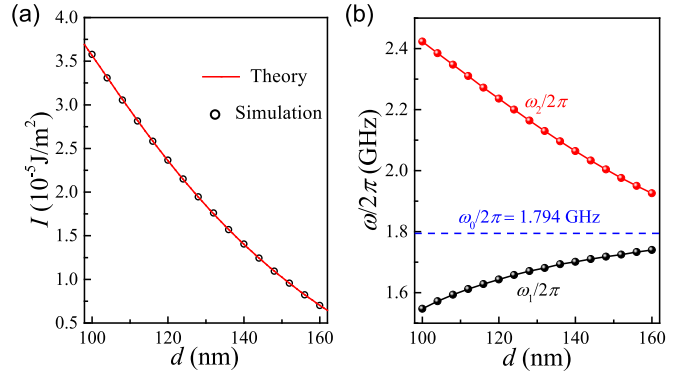 (a)
4.0
3.5
3.0
2.5
2.0
1.5
1.0
0.5
I (10⁻⁵J/m²)
Theory
Simulation
100 120 140 160
d (nm)
(b)
2.4
2.2
2.0
1.8
1.6
ω/2π (GHz)
ω₂/2π
ω₀/2π = 1.794 GHz
ω₁/2π
100 120 140 160
d (nm)